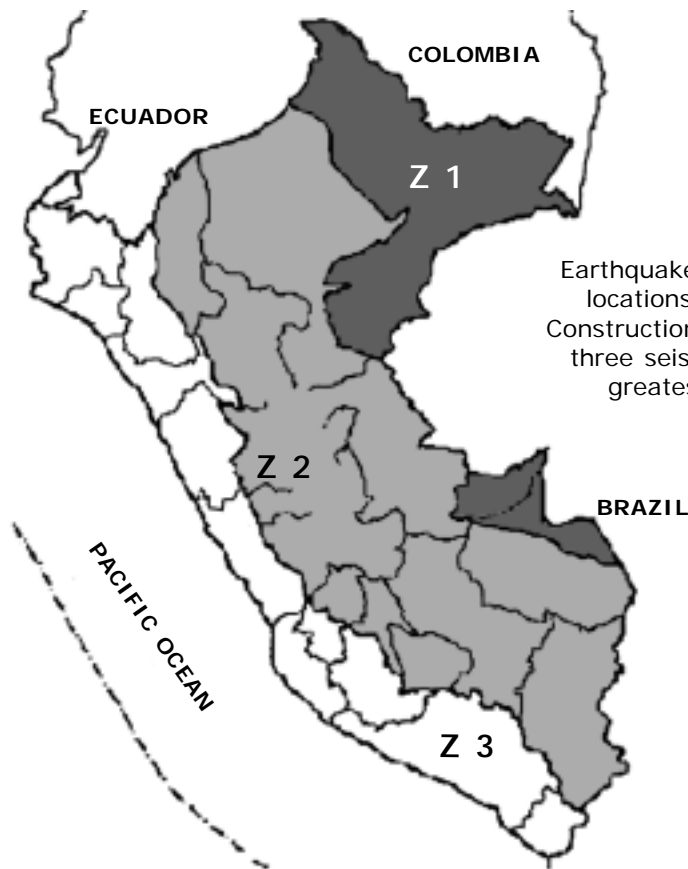 COLOMBIA
ECUADOR
Z 1
Earthquake
locations
Construction
three seis
greates
Z 2
BRAZIL
PACIFIC OCEAN
Z 3